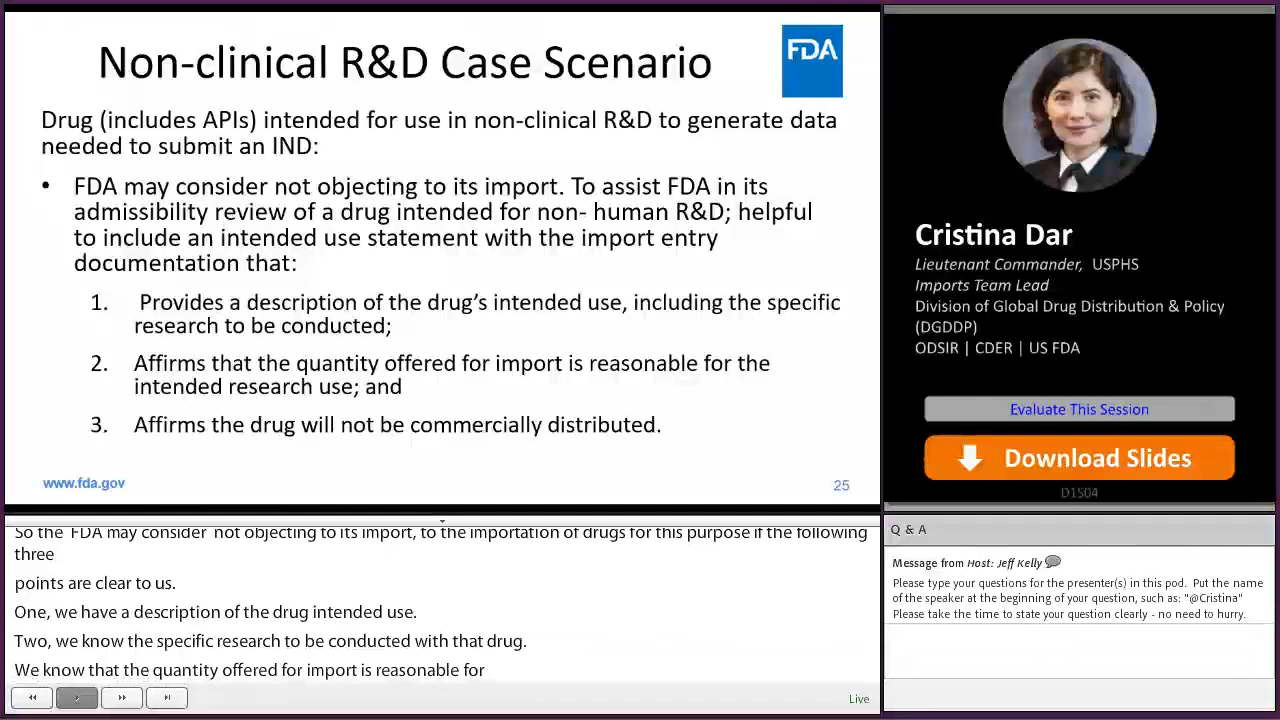 Non-clinical R&D Case Scenario
FDA
Drug (includes APIs) intended for use in non-clinical R&D to generate data
needed to submit an IND:
• FDA may consider not objecting to its import. To assist FDA in its
admissibility review of a drug intended for non- human R&D; helpful
to include an intended use statement with the import entry
documentation that:
1. Provides a description of the drug's intended use, including the specific
research to be conducted;
2. Affirms that the quantity offered for import is reasonable for the
intended research use; and
3. Affirms the drug will not be commercially distributed.
www.fda.gov
25
Cristina Dar
Lieutenant Commander, USPHS
Imports Team Lead
Division of Global Drug Distribution & Policy
(DGDDP)
ODSIR | CDER | US FDA
Evaluate This Session
Download Slides
D1504
So the FDA may consider not objecting to its import, to the importation of drugs for this purpose if the following
three
points are clear to us.
One, we have a description of the drug intended use.
Two, we know the specific research to be conducted with that drug.
We know that the quantity offered for import is reasonable for
Live
Q & A
Message from Host: Jeff Kelly
Please type your questions for the presenter(s) in this pod. Put the name
of the speaker at the beginning of your question, such as: "@Cristina"
Please take the time to state your question clearly - no need to hurry.